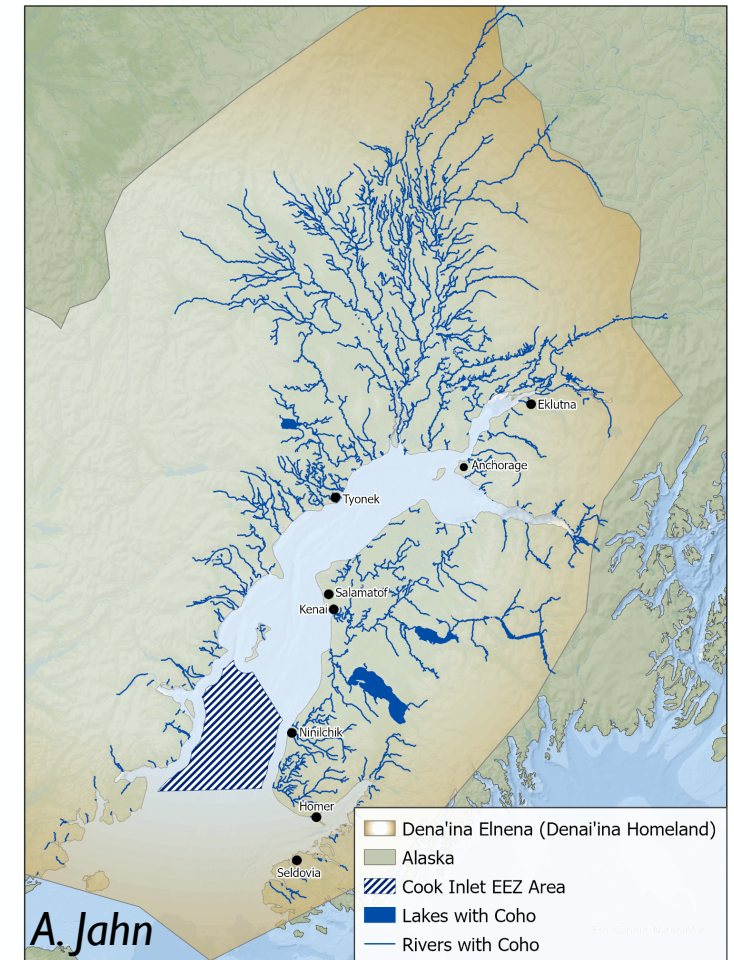 Eklutna
Anchorage
Tyonek
Salamatof
Kenai
Ninilchik
Homer
Seldovia
Dena'ina Elnena (Denai'ina Homeland)
Alaska
Cook Inlet EEZ Area
Lakes with Coho
Rivers with Coho
A. Jahn